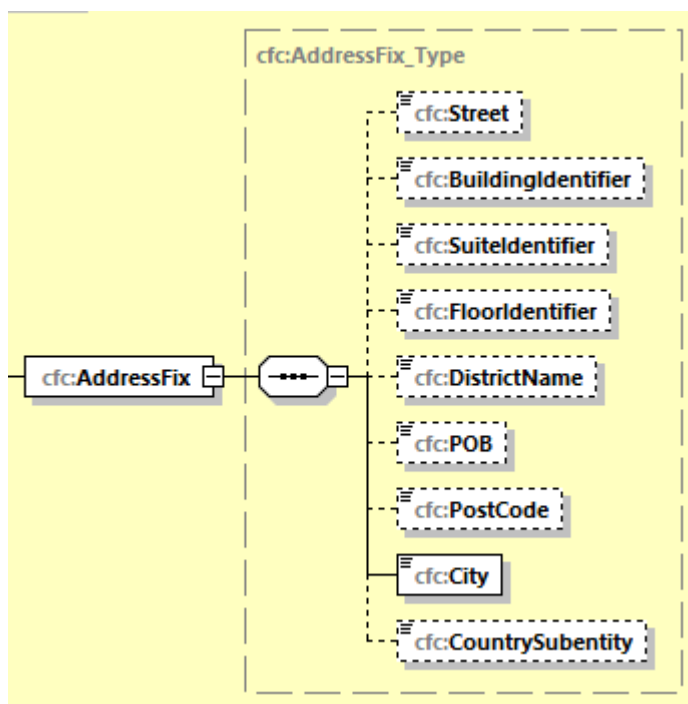 cfc:AddressFix_Type
cfc:Street
cfc:BuildingIdentifier
cfc:SuiteIdentifier
cfc:FloorIdentifier
cfc:AddressFix
cfc:DistrictName
cfc:POB
cfc:PostCode
cfc:City
cfc:CountrySubentity